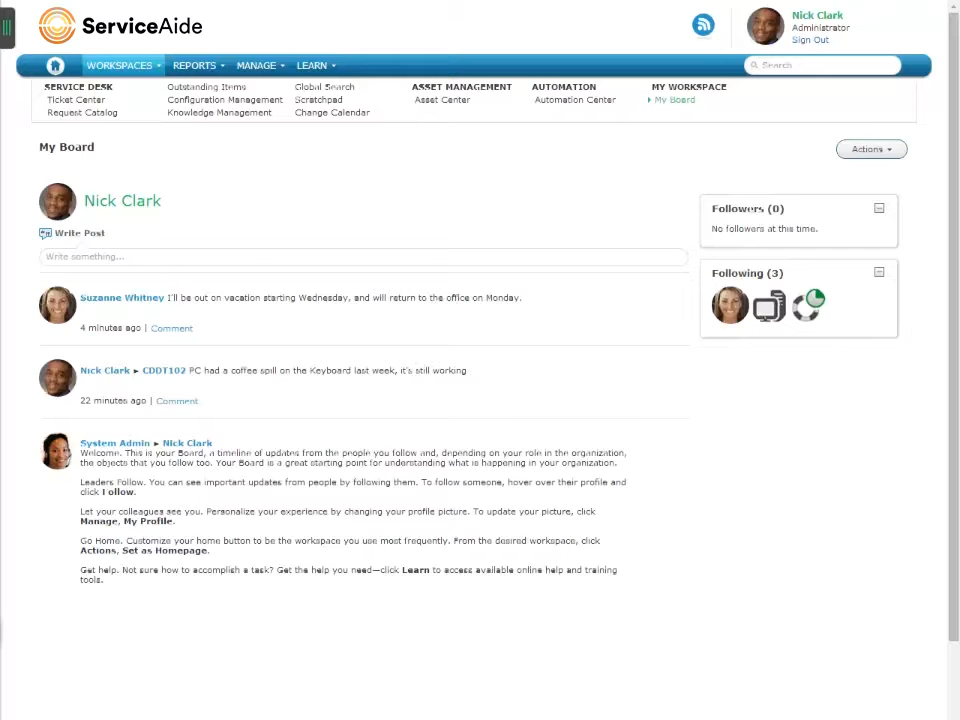 ServiceAide
Nick Clark
Administrator
Sign Out
WORKSPACES REPORTS MANAGE LEARN
Search
SERVICE DESK Outstanding Items Global Search ASSET MANAGEMENT AUTOMATION MY WORKSPACE
Ticket Center Configuration Management Scratchpad Asset Center Automation Center My Board
Request Catalog Knowledge Management Change Calendar
My Board
Actions
Nick Clark
Write Post
Write something...
Suzanne Whitney I'll be out on vacation starting Wednesday, and will return to the office on Monday.
4 minutes ago | Comment
Nick Clark ▸ CDDT102 PC had a coffee spill on the Keyboard last week, it's still working
22 minutes ago | Comment
System Admin ▸ Nick Clark
Welcome. This is your Board, a timeline of updates from the people you follow and, depending on your role in the organization,
the objects that you follow too. Your Board is a great starting point for understanding what is happening in your organization.
Leaders Follow. You can see important updates from people by following them. To follow someone, hover over their profile and
click Follow.
Let your colleagues see you. Personalize your experience by changing your profile picture. To update your picture, click
Manage, My Profile.
Go Home. Customize your home button to be the workspace you use most frequently. From the desired workspace, click
Actions, Set as Homepage.
Get help. Not sure how to accomplish a task? Get the help you need—click Learn to access available online help and training
tools.
Followers (0)
No followers at this time.
Following (3)